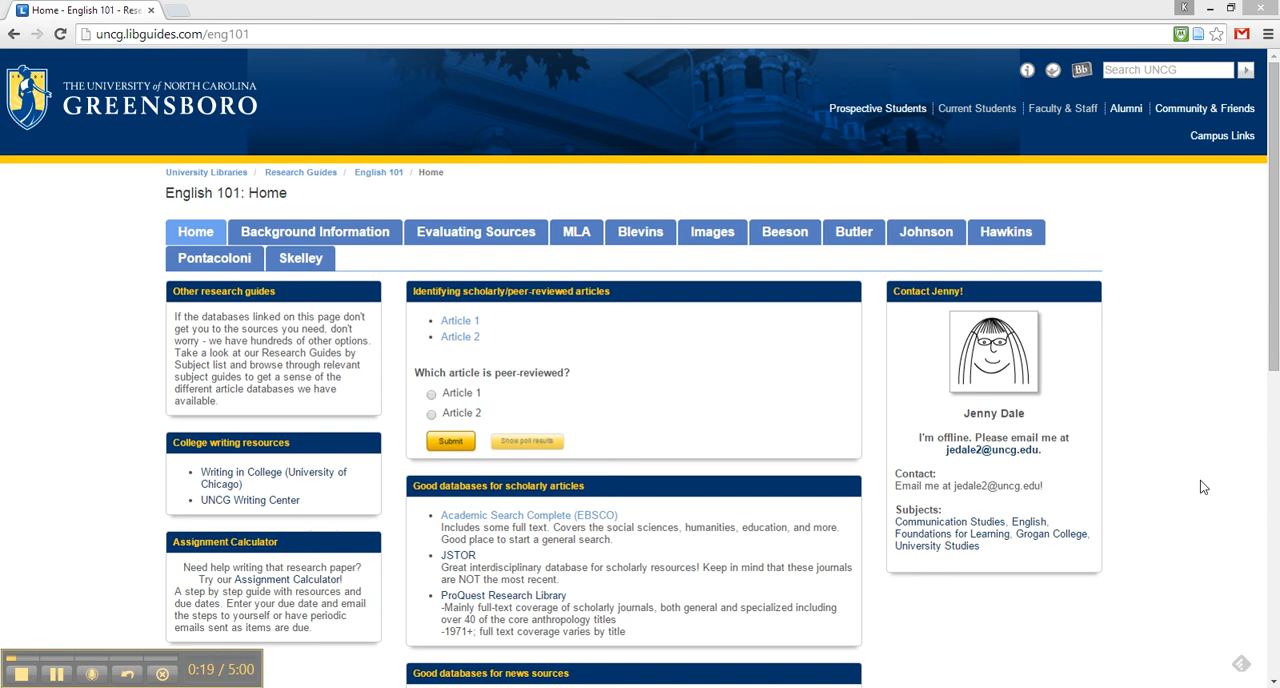 Home - English 101 - Rese
K
uncg.libguides.com/eng101
THE UNIVERSITY of NORTH CAROLINA
GREENSBORO
Bb
Search UNCG
Prospective Students
Current Students
Faculty & Staff
Alumni
Community & Friends
Campus Links
University Libraries / Research Guides / English 101 / Home
English 101: Home
Home
Background Information
Evaluating Sources
MLA
Blevins
Images
Beeson
Butler
Johnson
Hawkins
Pontacoloni
Skelley
Other research guides
If the databases linked on this page don't
get you to the sources you need, don't
worry - we have hundreds of other options.
Take a look at our Research Guides by
Subject list and browse through relevant
subject guides to get a sense of the
different article databases we have
available.
College writing resources
Writing in College (University of
Chicago)
UNCG Writing Center
Assignment Calculator
Need help writing that research paper?
Try our Assignment Calculator!
A step by step guide with resources and
due dates. Enter your due date and email
the steps to yourself or have periodic
emails sent as items are due.
Identifying scholarly/peer-reviewed articles
Article 1
Article 2
Which article is peer-reviewed?
Article 1
Article 2
Submit
Show poll results
Good databases for scholarly articles
Academic Search Complete (EBSCO)
Includes some full text. Covers the social sciences, humanities, education, and more.
Good place to start a general search.
JSTOR
Great interdisciplinary database for scholarly resources! Keep in mind that these journals
are NOT the most recent.
ProQuest Research Library
-Mainly full-text coverage of scholarly journals, both general and specialized including
over 40 of the core anthropology titles
-1971+; full text coverage varies by title
Good databases for news sources
Contact Jenny!
Jenny Dale
I'm offline. Please email me at
jedale2@uncg.edu.
Contact:
Email me at jedale2@uncg.edu!
Subjects:
Communication Studies, English,
Foundations for Learning, Grogan College,
University Studies
0:19 / 5:00